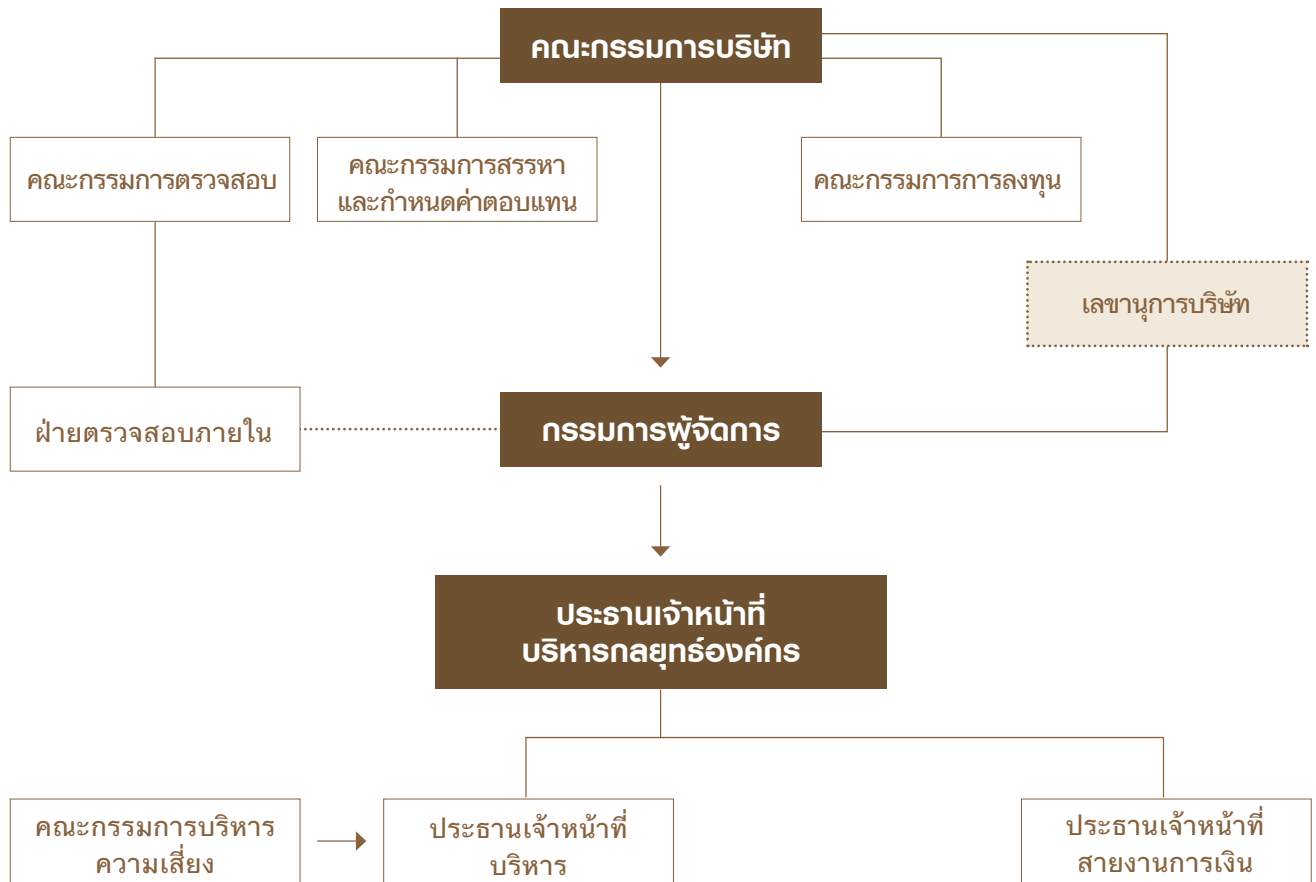 คณะกรรมการบริษัท
คณะกรรมการตรวจสอบ
คณะกรรมการสรรหา
และกำหนดค่าตอบแทน
คณะกรรมการการลงทุน
เลขานุการบริษัท
ฝ่ายตรวจสอบภายใน
กรรมการผู้จัดการ
ประธานเจ้าหน้าที่
บริหารกลยุทธ์องค์กร
คณะกรรมการบริหาร
ความเสี่ยง
ประธานเจ้าหน้าที่
บริหาร
ประธานเจ้าหน้าที่
สายงานการเงิน